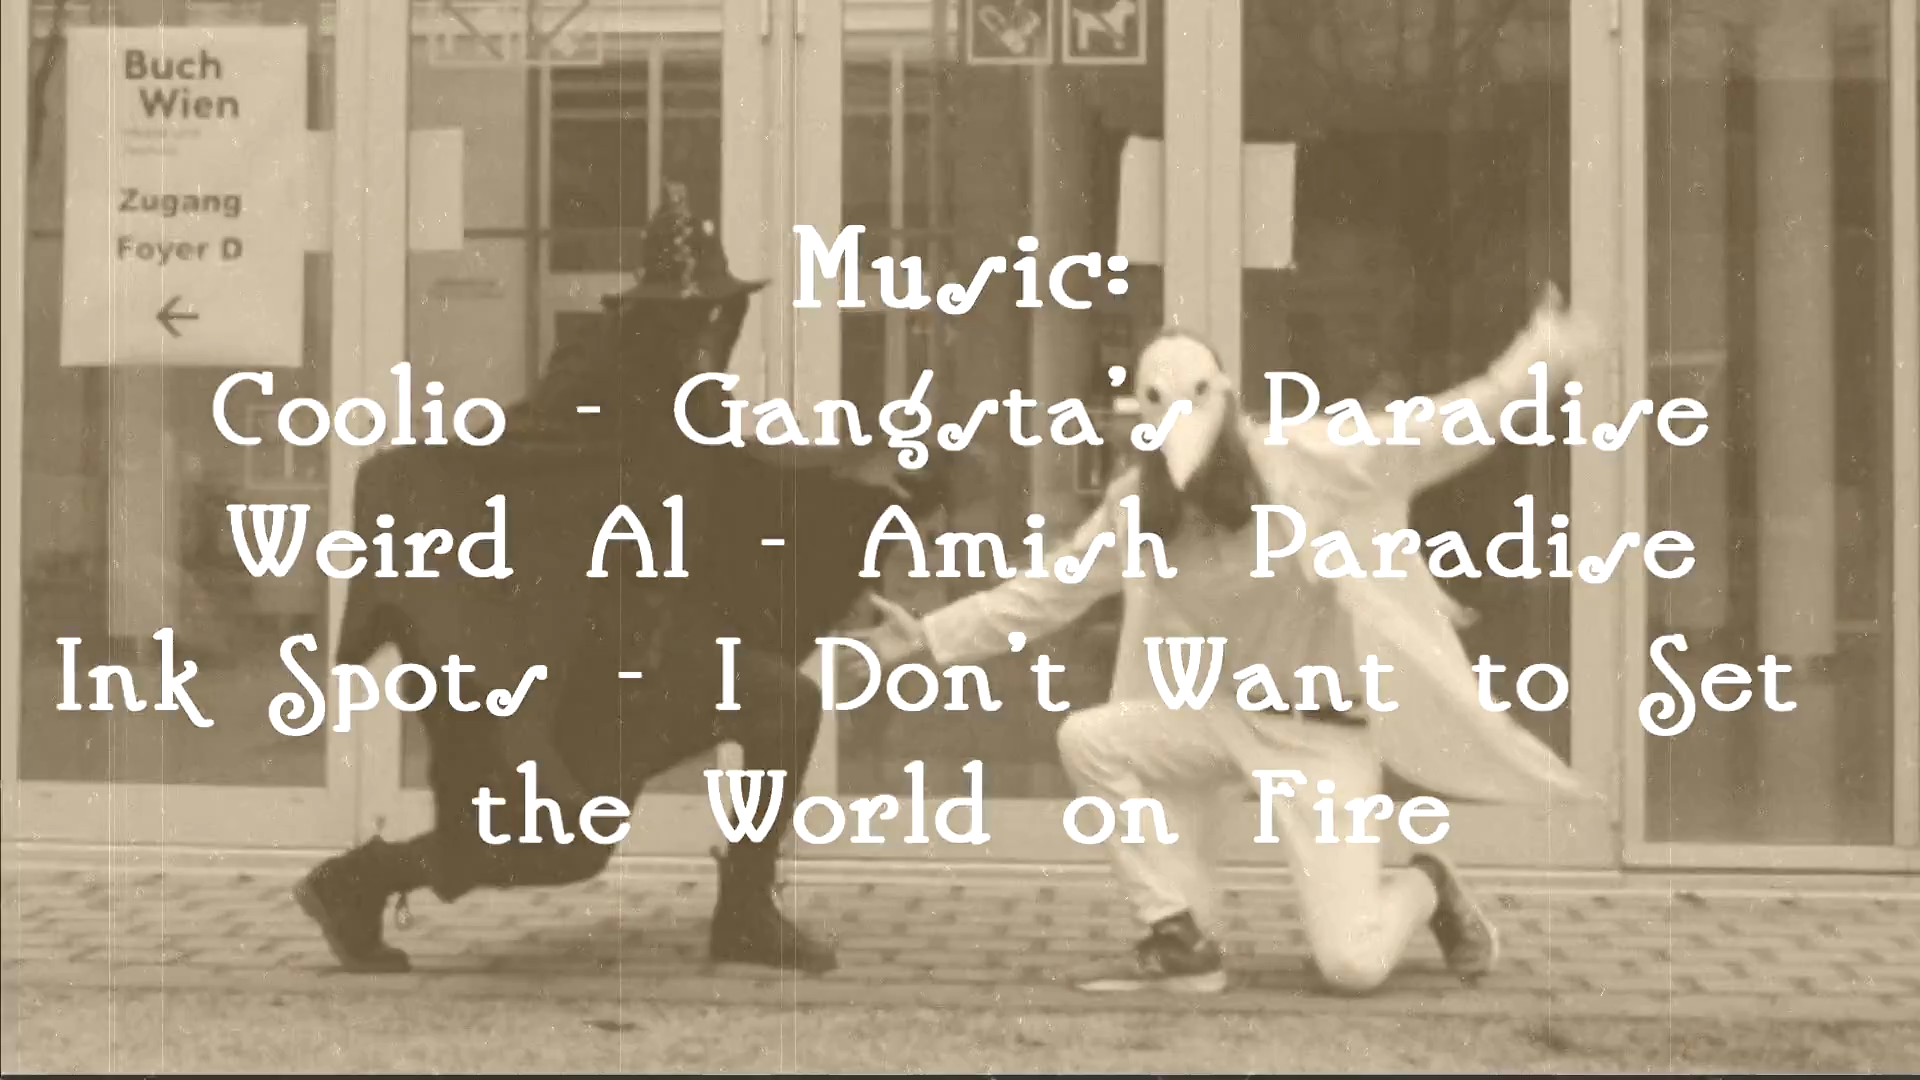 Buch
Wien
Zugang
Foyer D
Music:
Coolio - Gangsta's Paradise
Weird Al - Amish Paradise
Ink Spots - I Don't Want to Set
the World on Fire